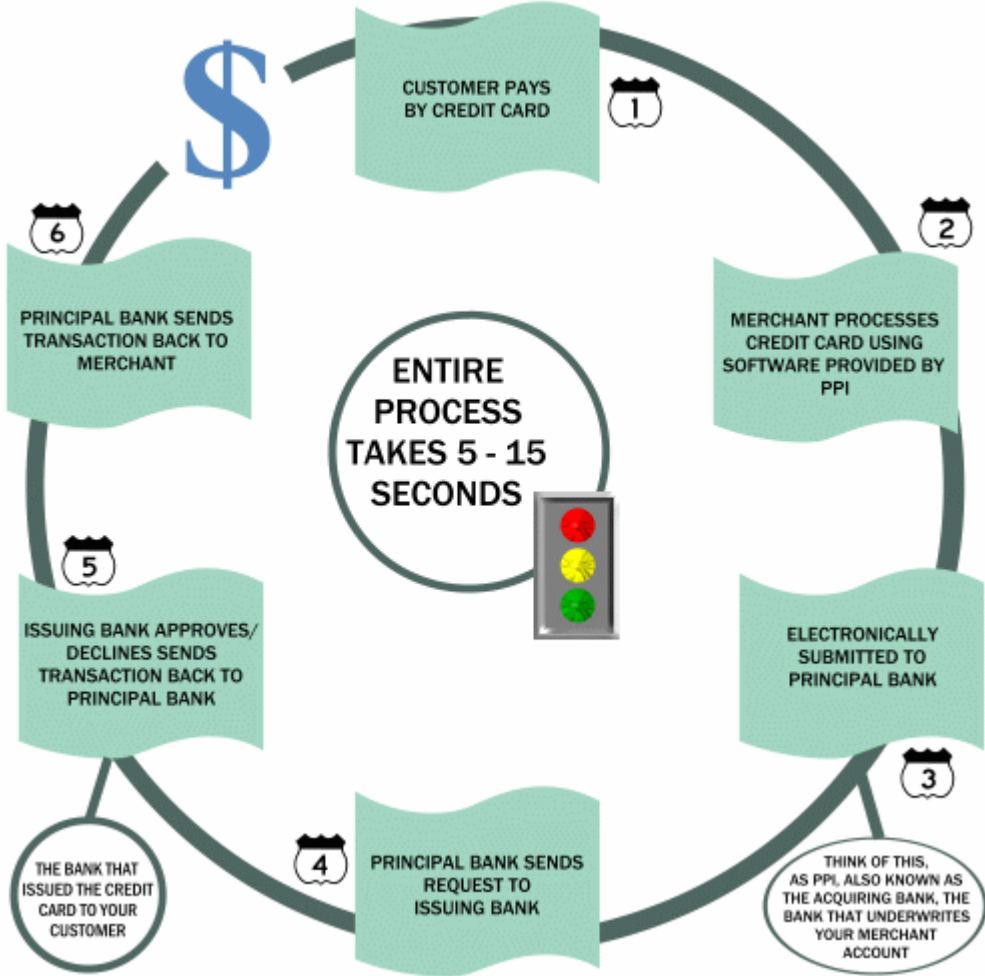 $
CUSTOMER PAYS
BY CREDIT CARD
1
2
MERCHANT PROCESSES
CREDIT CARD USING
SOFTWARE PROVIDED BY
PPI
ELECTRONICALLY
SUBMITTED TO
PRINCIPAL BANK
3
THINK OF THIS,
AS PPI, ALSO KNOWN AS
THE ACQUIRING BANK, THE
BANK THAT UNDERWRITES
YOUR MERCHANT
ACCOUNT
4
PRINCIPAL BANK SENDS
REQUEST TO
ISSUING BANK
5
ISSUING BANK APPROVES/
DECLINES SENDS
TRANSACTION BACK TO
PRINCIPAL BANK
THE BANK THAT
ISSUED THE CREDIT
CARD TO YOUR
CUSTOMER
6
PRINCIPAL BANK SENDS
TRANSACTION BACK TO
MERCHANT
ENTIRE
PROCESS
TAKES 5 - 15
SECONDS